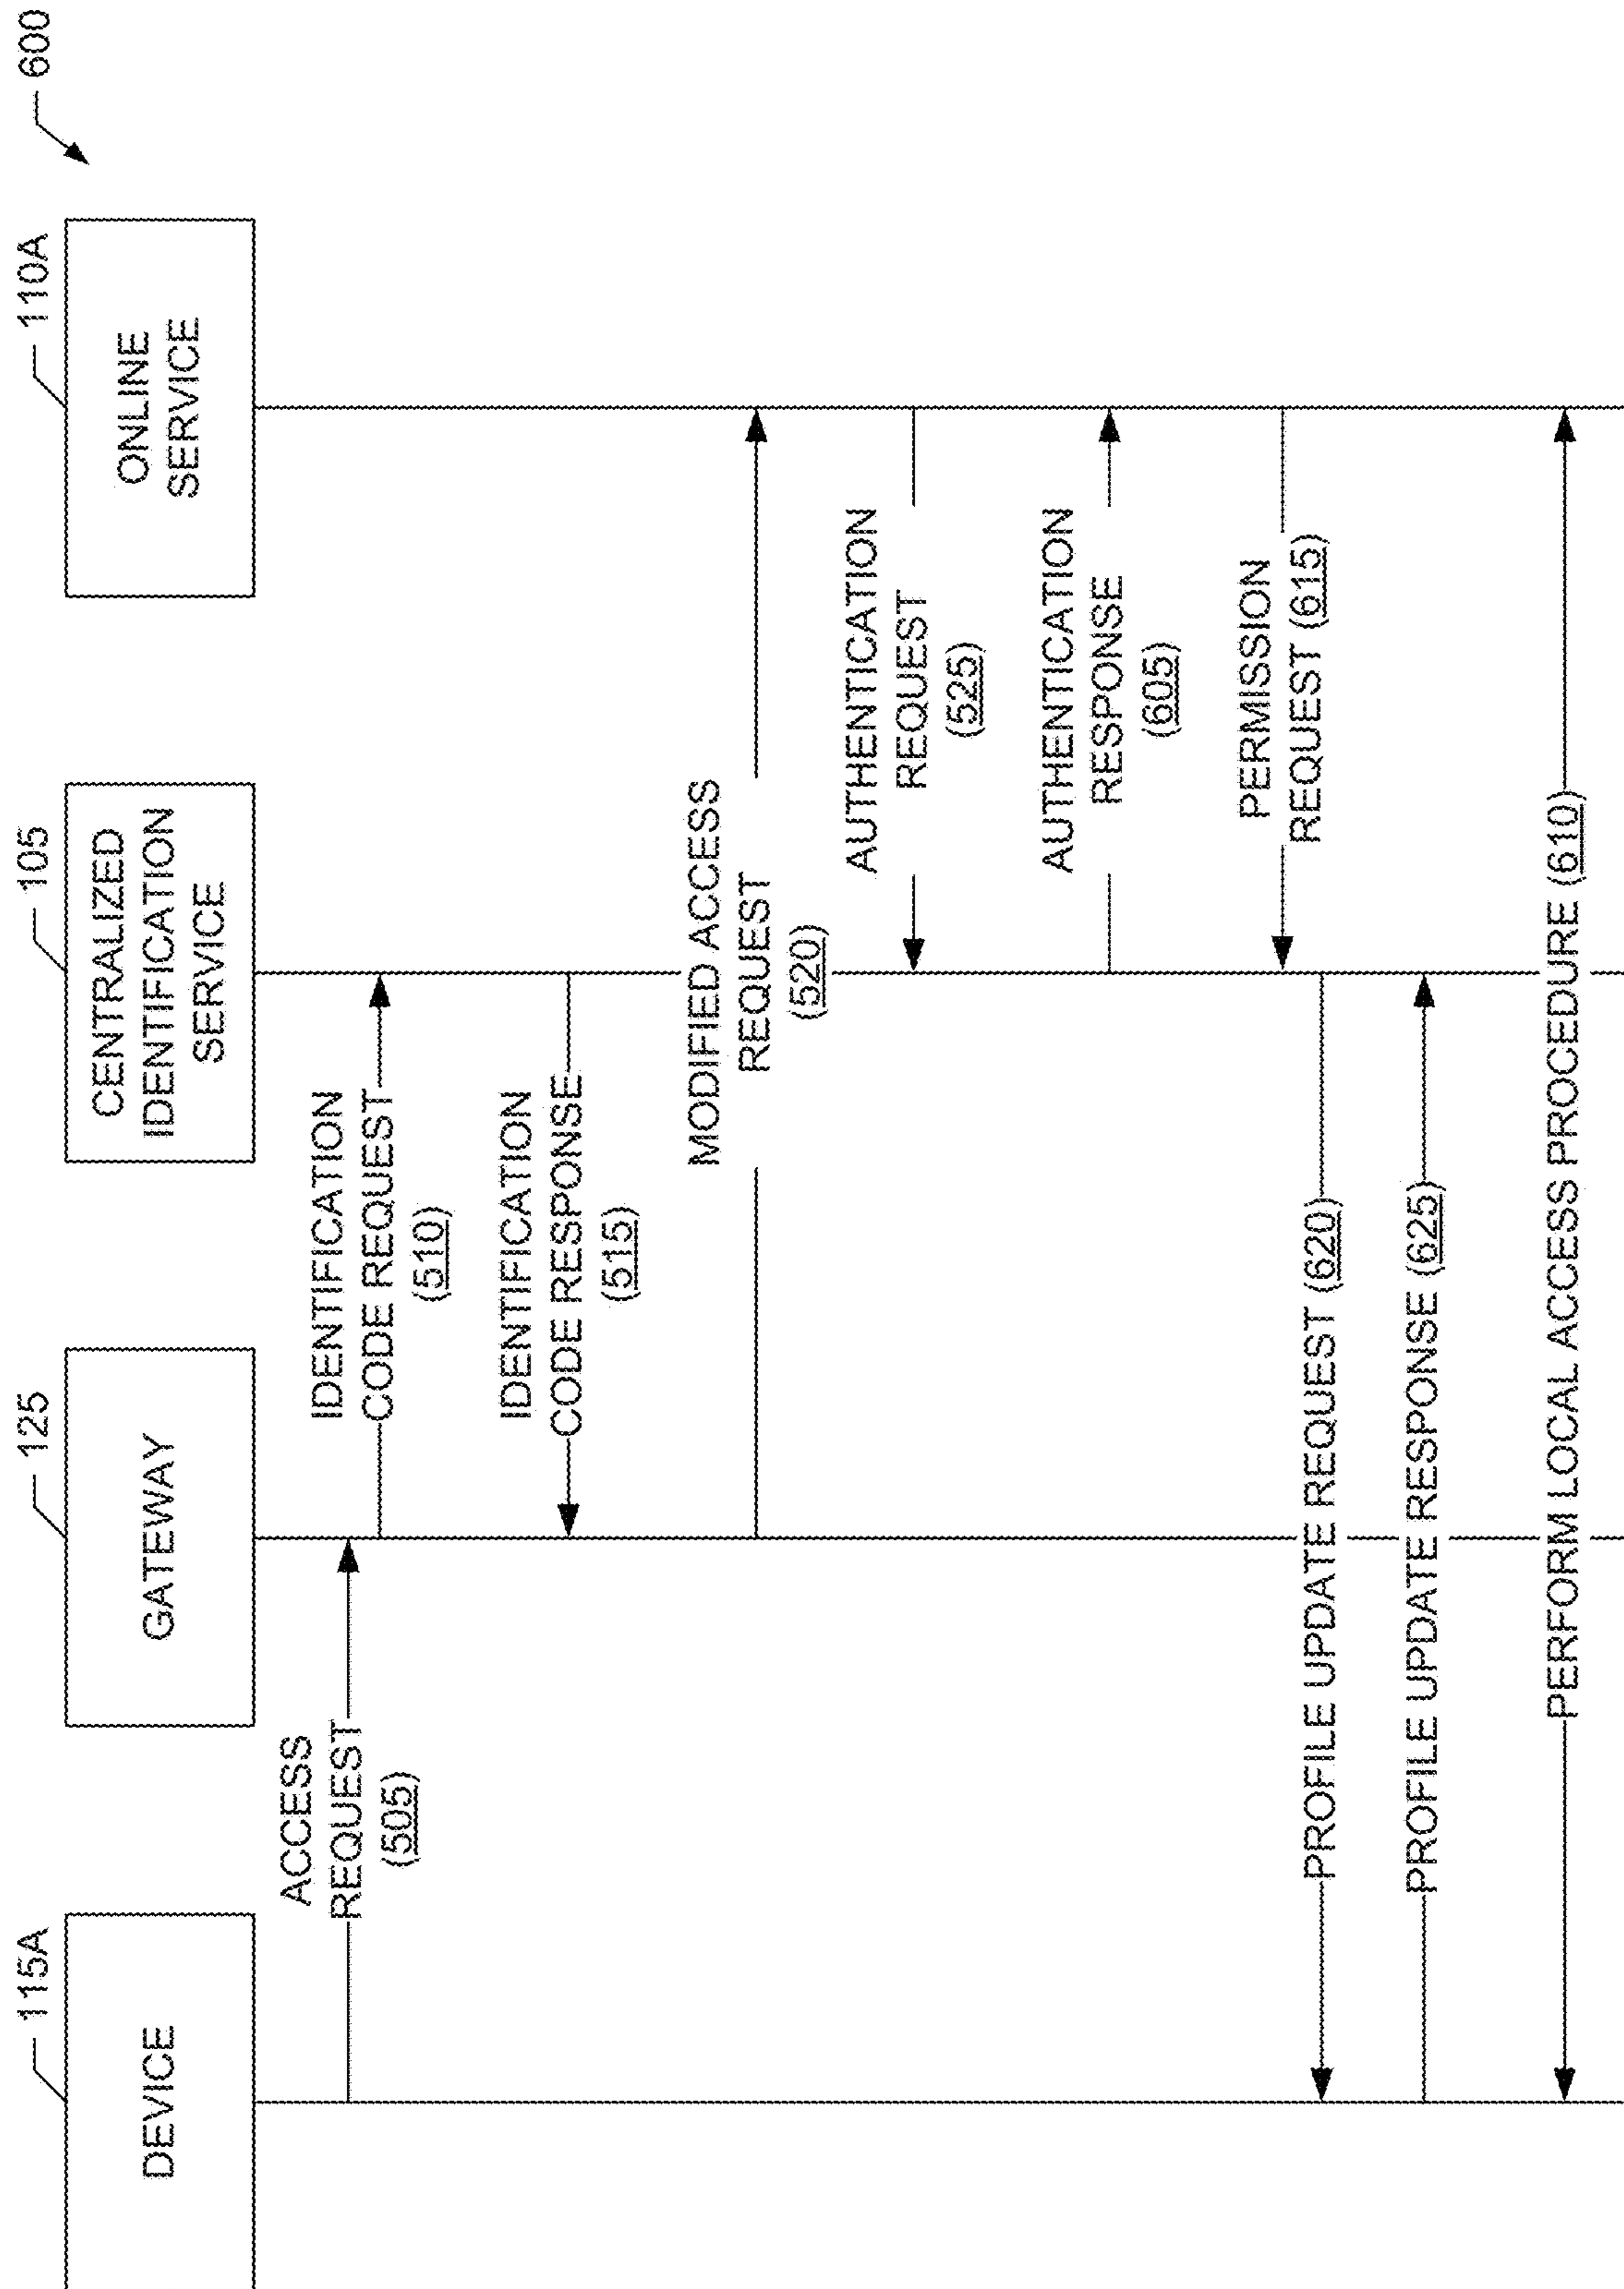 600
115A
DEVICE
125
GATEWAY
105
CENTRALIZED
IDENTIFICATION
SERVICE
110A
ONLINE
SERVICE
ACCESS
REQUEST
(505)
IDENTIFICATION
CODE REQUEST
(510)
IDENTIFICATION
CODE RESPONSE
(515)
MODIFIED ACCESS
REQUEST
(520)
AUTHENTICATION
REQUEST
(525)
AUTHENTICATION
RESPONSE
(605)
PERMISSION
REQUEST (615)
PROFILE UPDATE REQUEST (620)
PROFILE UPDATE RESPONSE (625)
PERFORM LOCAL ACCESS PROCEDURE (610)